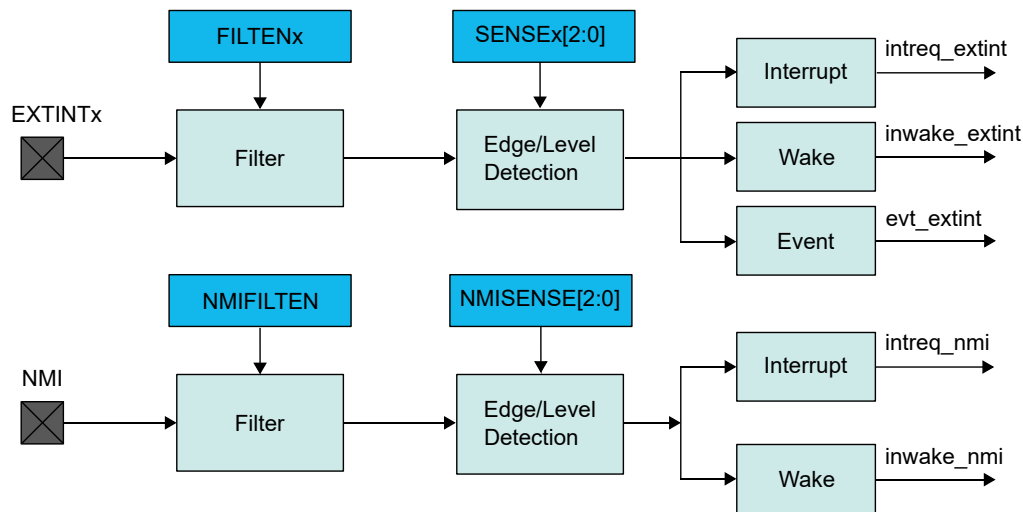 FILTENx
SENSEx[2:0]
EXTINTx
Filter
Edge/Level
Detection
Interrupt
intreq_extint
Wake
inwake_extint
Event
evt_extint
NMIFILTEN
NMISENSE[2:0]
NMI
Filter
Edge/Level
Detection
Interrupt
intreq_nmi
Wake
inwake_nmi